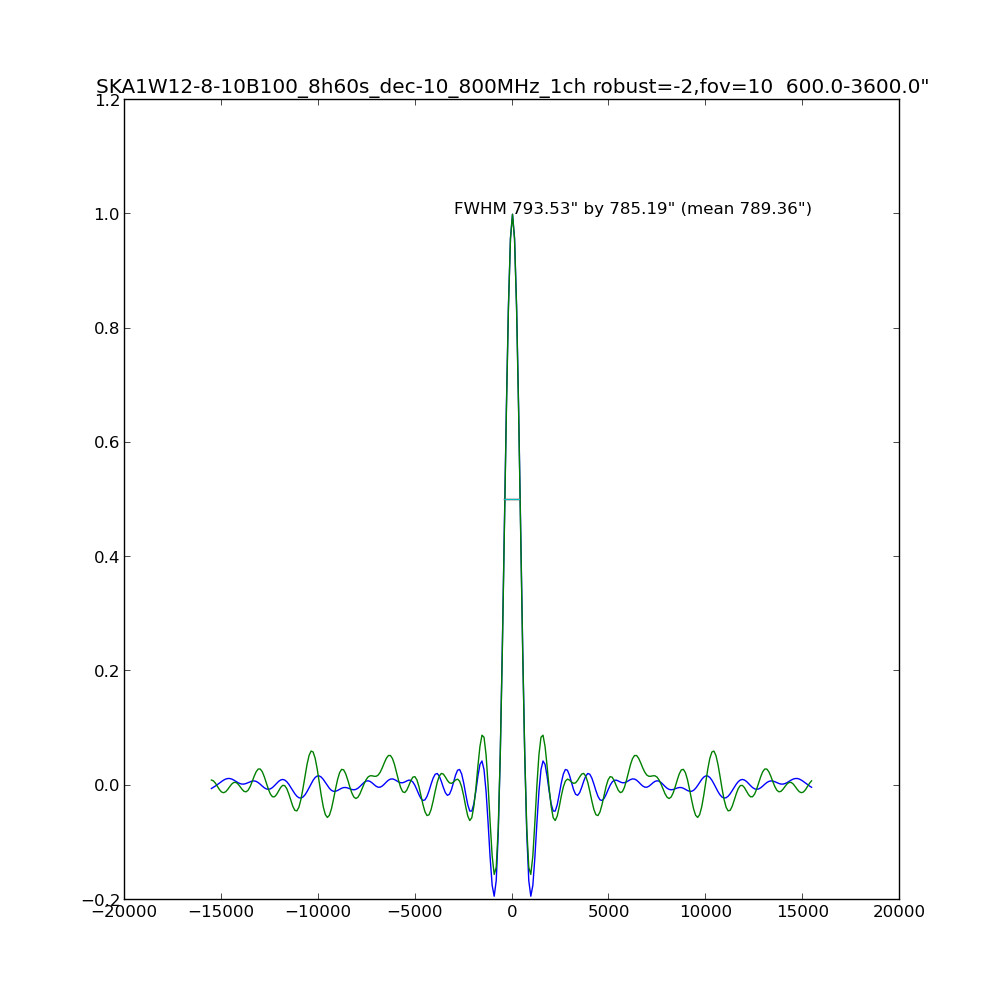 SKA1W12-8-10B100_8h60s_dec-10_800MHz_1ch robust=-2,fov=10  600.0-3600.0"
1.2
FWHM 793.53" by 785.19" (mean 789.36")
1.0
0.8
0.6
0.4
0.2
0.0
−0.2
−20000 −15000 −10000 −5000 0 5000 10000 15000 20000